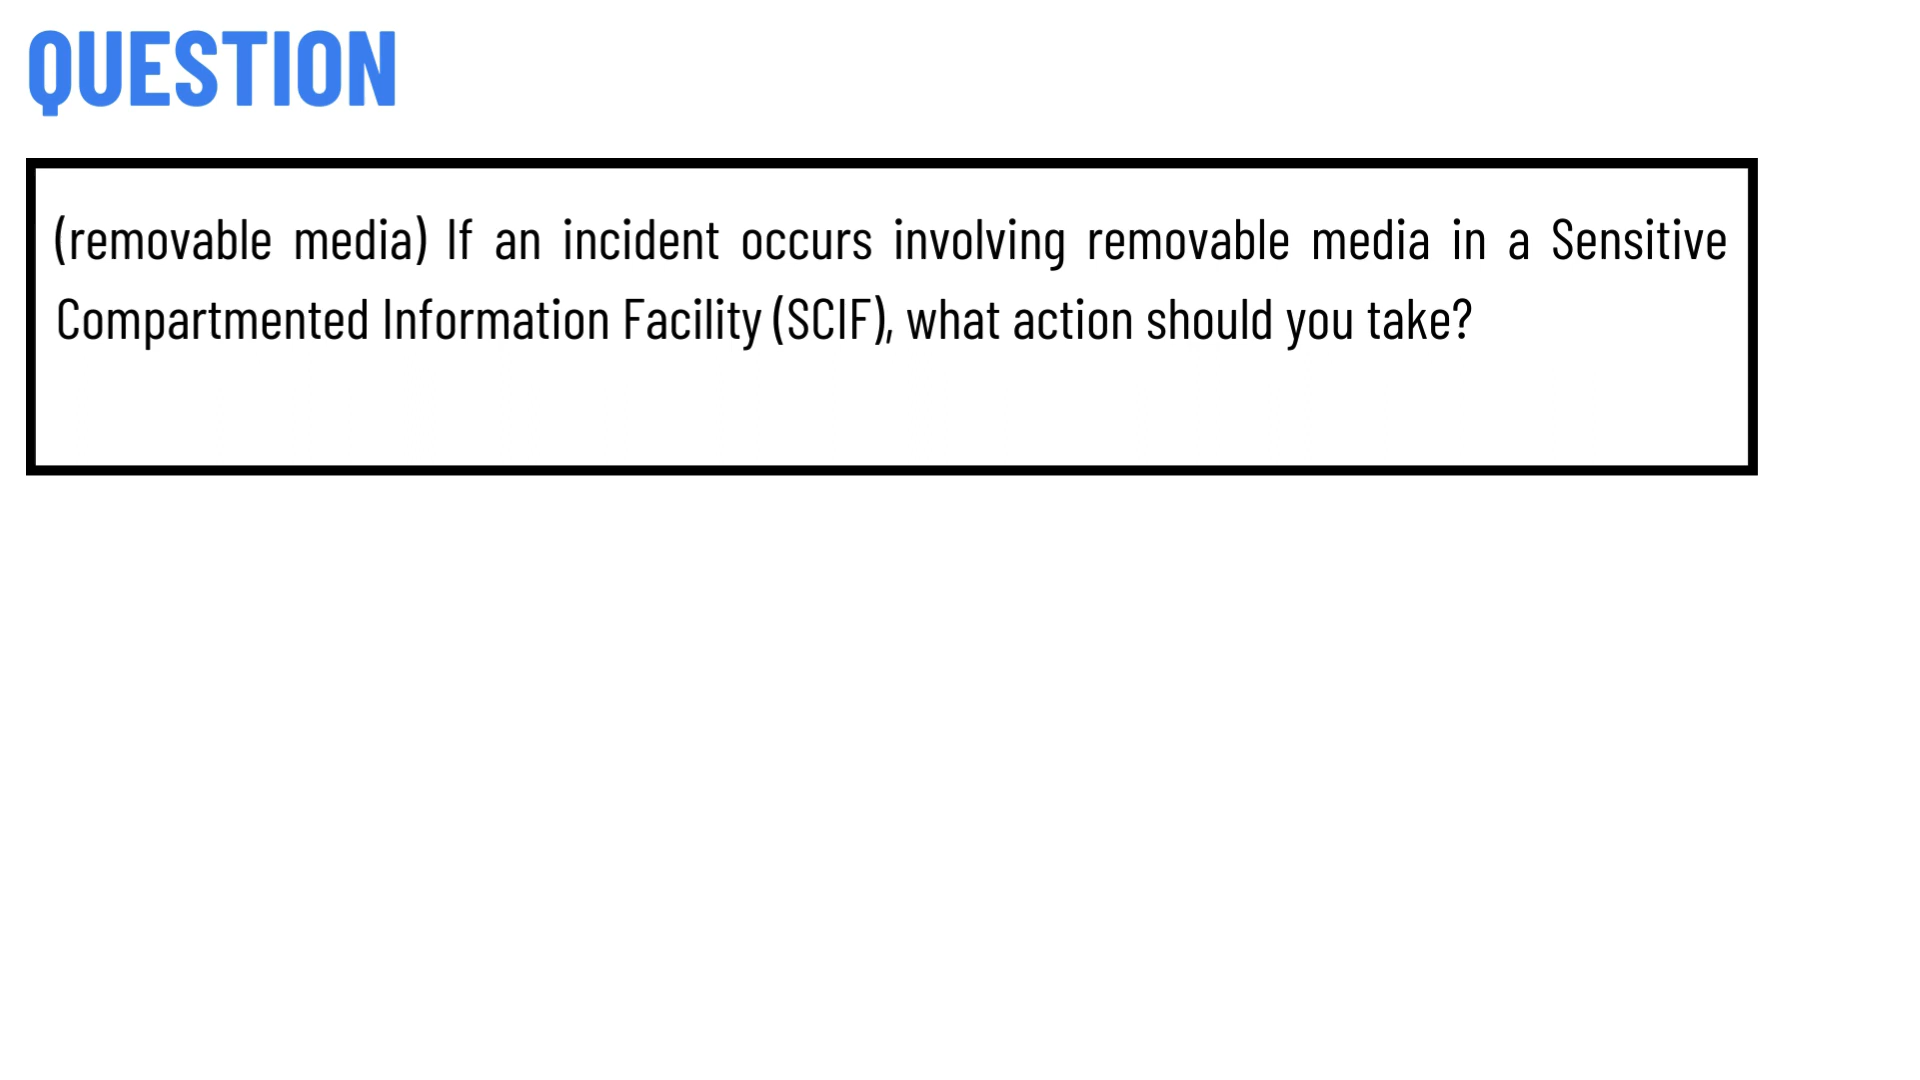 QUESTION
(removable media) If an incident occurs involving removable media in a Sensitive
Compartmented Information Facility (SCIF), what action should you take?